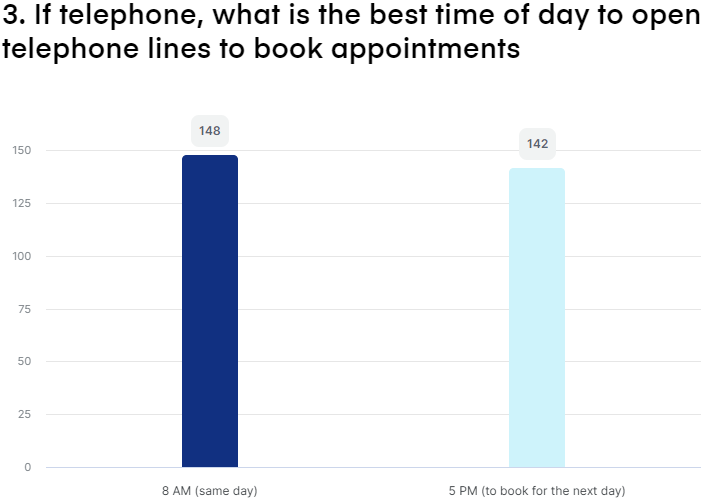 3. If telephone, what is the best time of day to open
telephone lines to book appointments
148
142
150
125
100
75
50
25
0
8 AM (same day)
5 PM (to book for the next day)